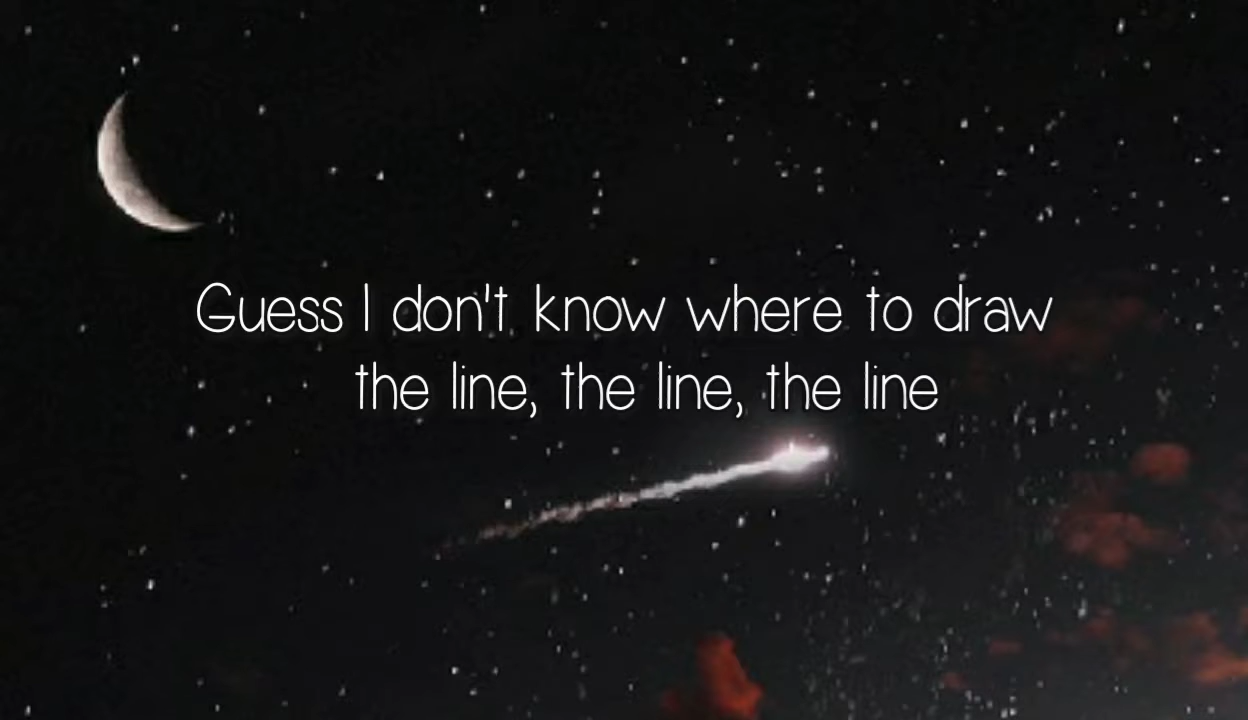 Guess I don't know where to draw
the line, the line, the line